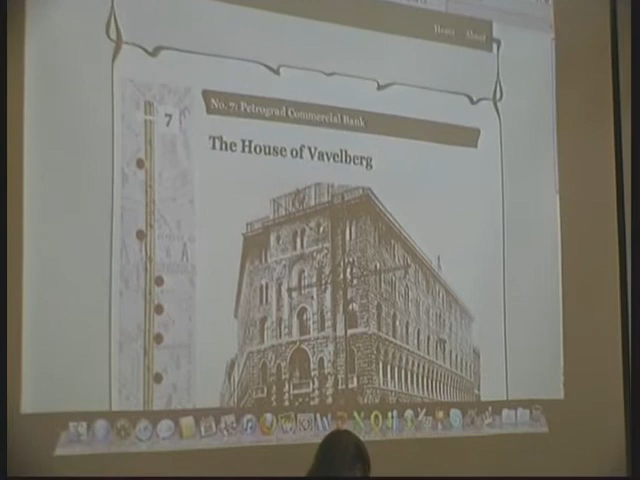 Home About
No. 7: Petrograd Commercial Bank
7
The House of Vavelberg